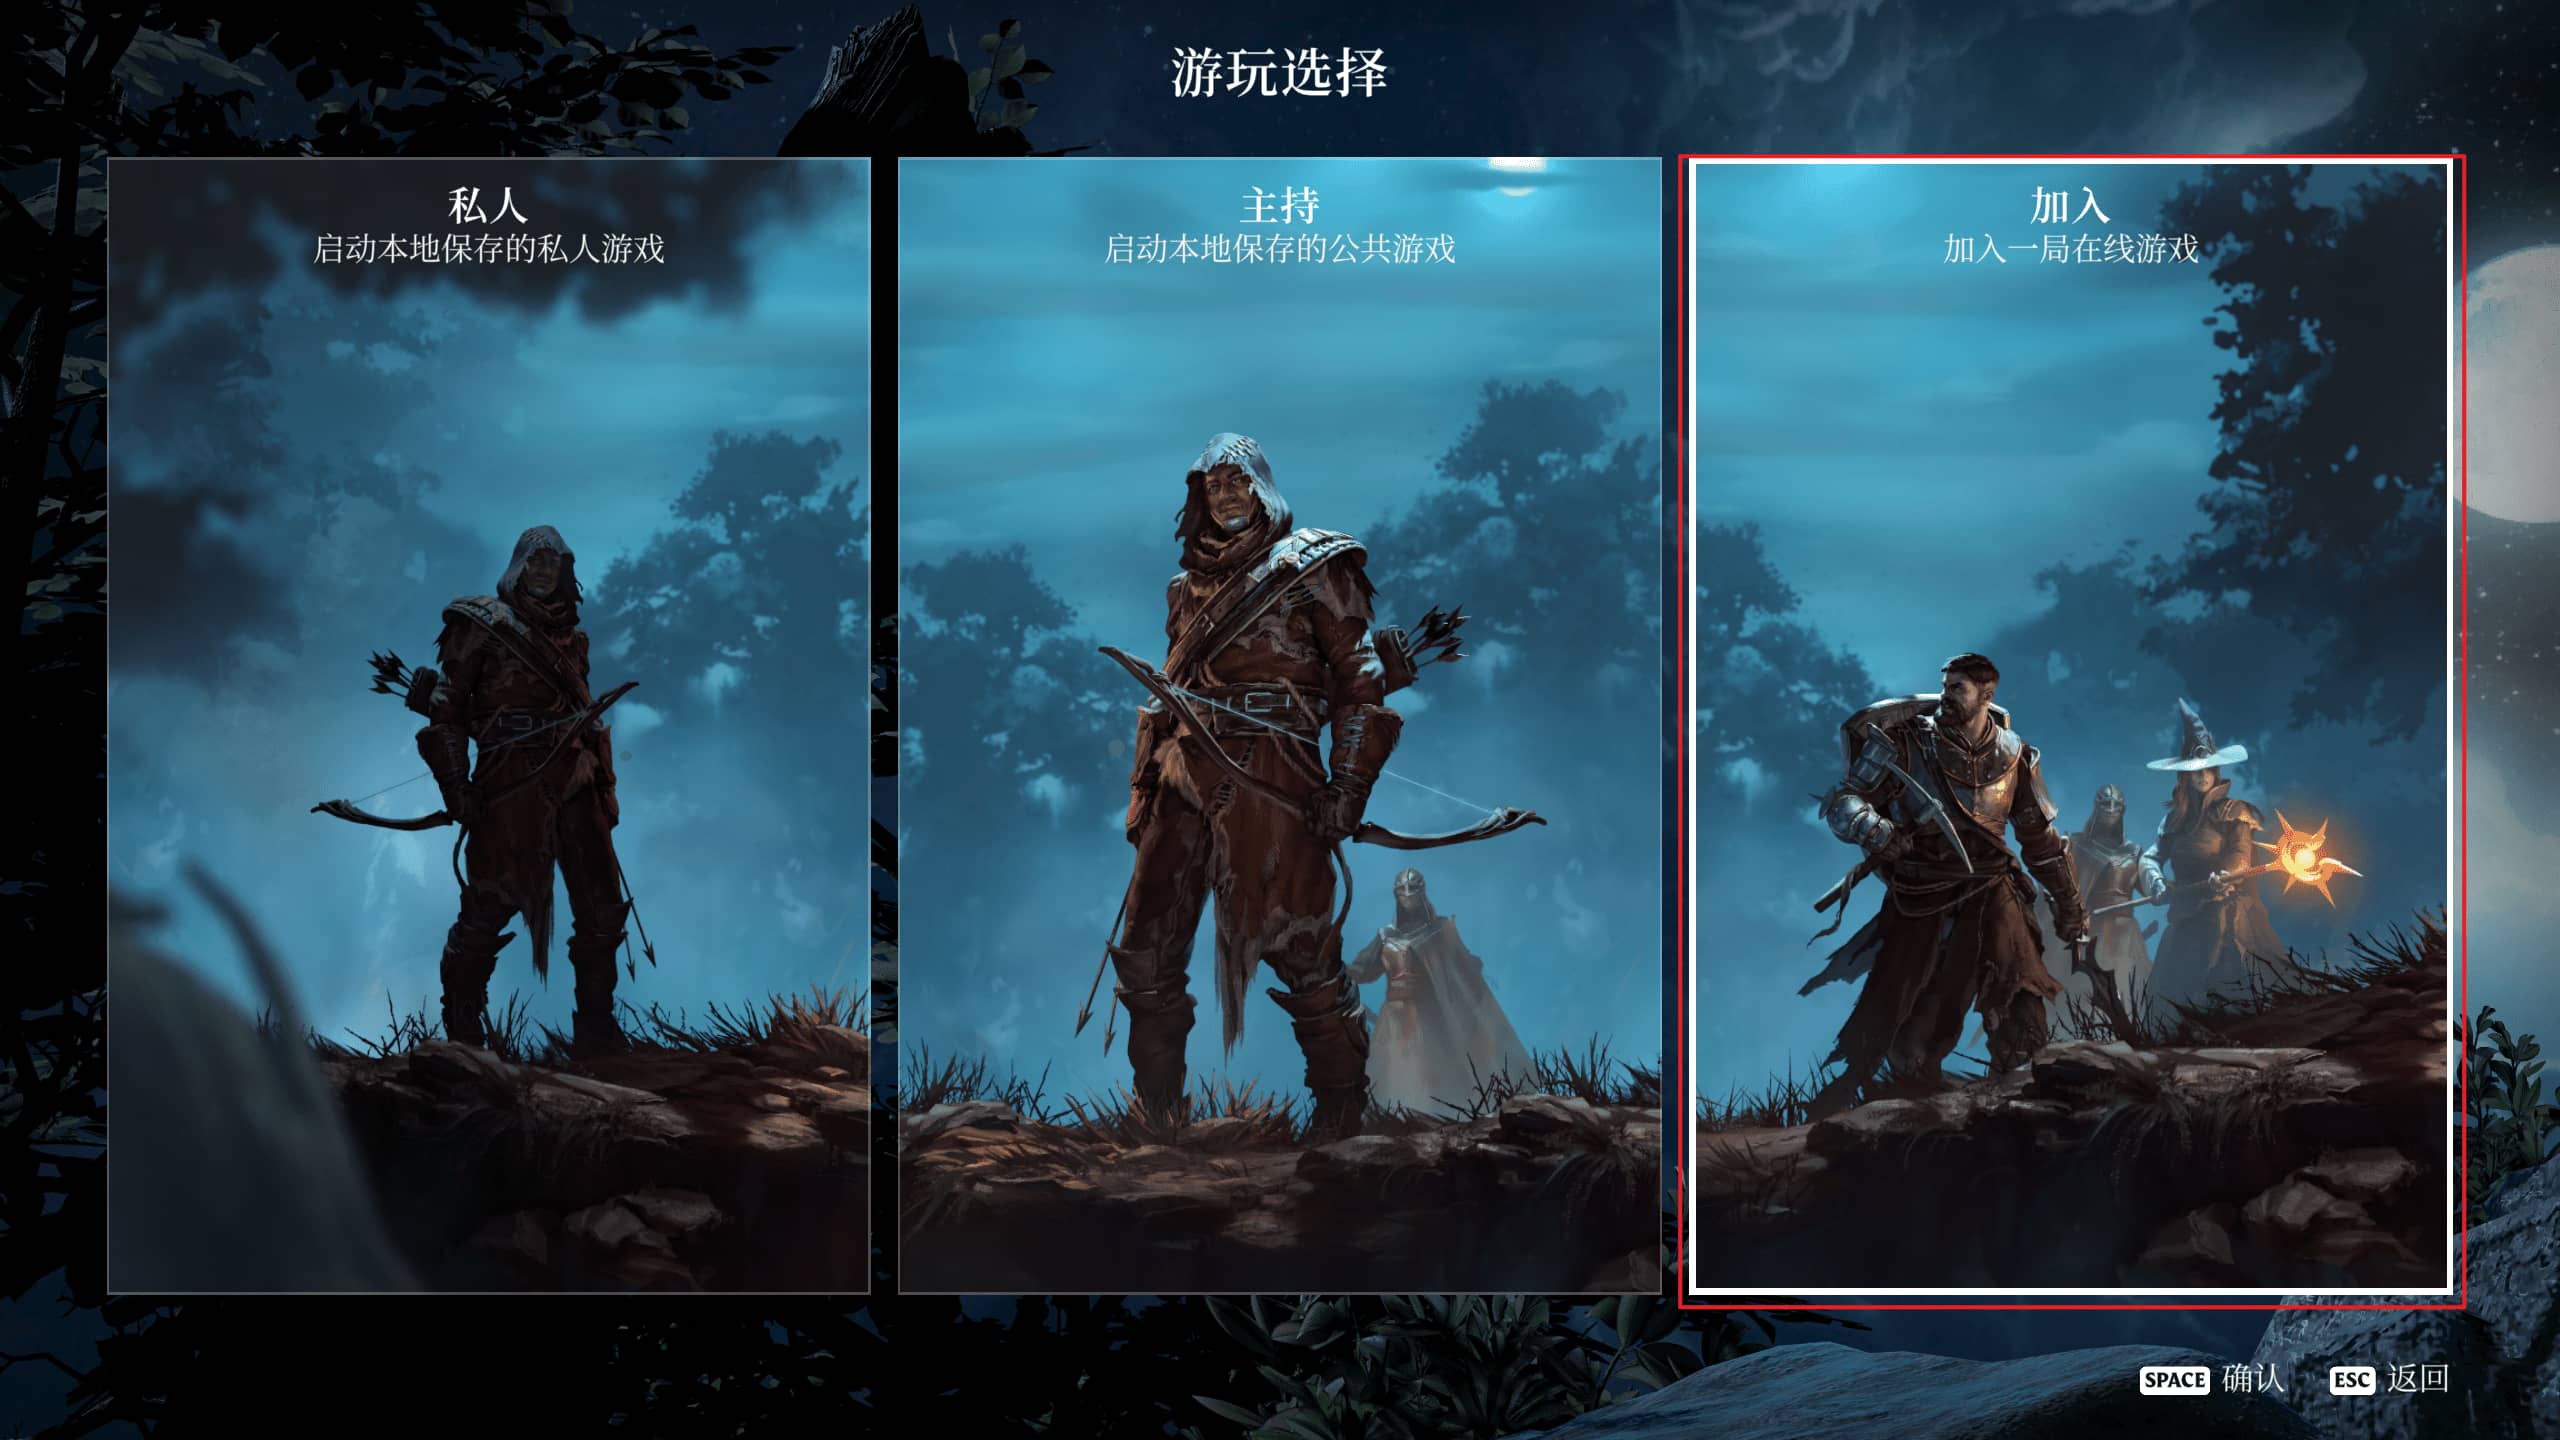 游玩选择
私人
启动本地保存的私人游戏
主持
启动本地保存的公共游戏
加入
加入一局在线游戏
SPACE 确认 ESC 返回